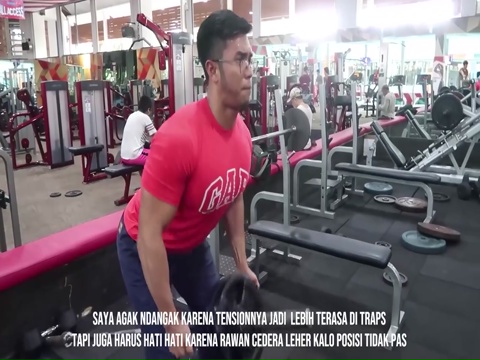 ACCESS
GAP
SAYA AGAK NDANGAK KARENA TENSIONNYA JADI LEBIH TERASA DI TRAPS
TAPI JUGA HARUS HATI HATI KARENA RAWAN CEDERA LEHER KALO POSISI TIDAK PAS